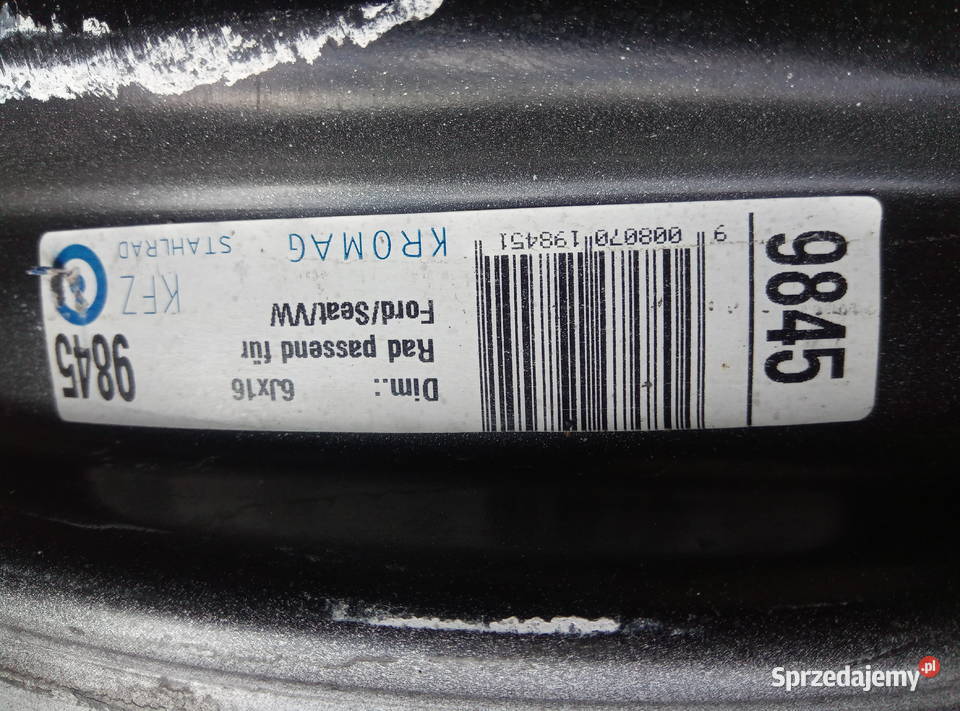 9845
9 008070 198451
Dim.: 6Jx16
Rad passend für
Ford/Seat/VW
KROMAG
KFZ
STAHLRAD
9845
Sprzedajemy.pl